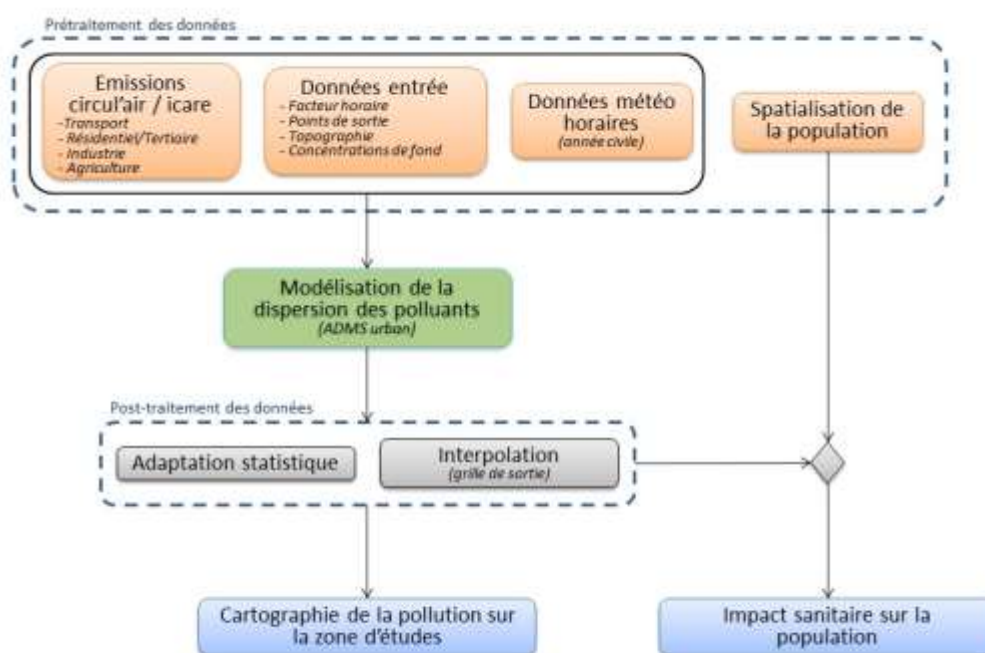 Prétraitement des données
Emissions
circul'air / icare
-Transport
- Résidentiel/Tertiaire
- Industrie
- Agriculture
Données entrée
- Facteur horaire
- Points de sortie
- Topographie
- Concentrations de fond
Données météo
horaires
(année civile)
Spatialisation de
la population
Modélisation de la
dispersion des polluants
(ADMS urban)
Post-traitement des données
Adaptation statistique
Interpolation
(grille de sortie)
Cartographie de la pollution sur
la zone d'études
Impact sanitaire sur la
population